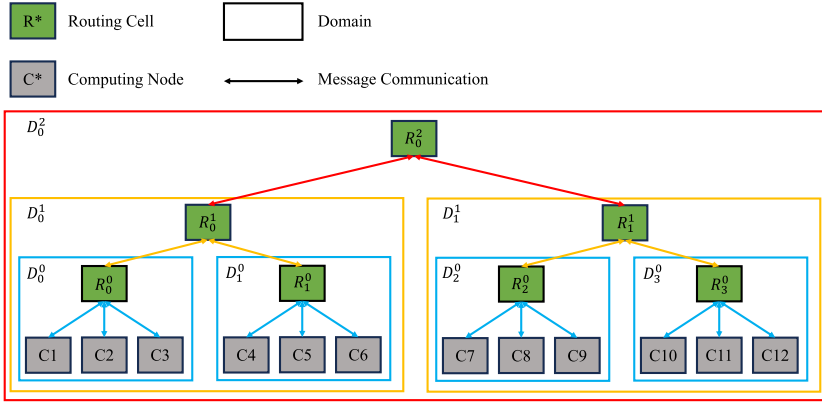 R* Routing Cell Domain
C* Computing Node Message Communication
$D_0^2$ $R_0^2$
$D_0^1$ $R_0^1$ $D_1^1$ $R_1^1$
$D_0^0$ $R_0^0$ $D_1^0$ $R_1^0$ $D_2^0$ $R_2^0$ $D_3^0$ $R_3^0$
C1 C2 C3 C4 C5 C6 C7 C8 C9 C10 C11 C12